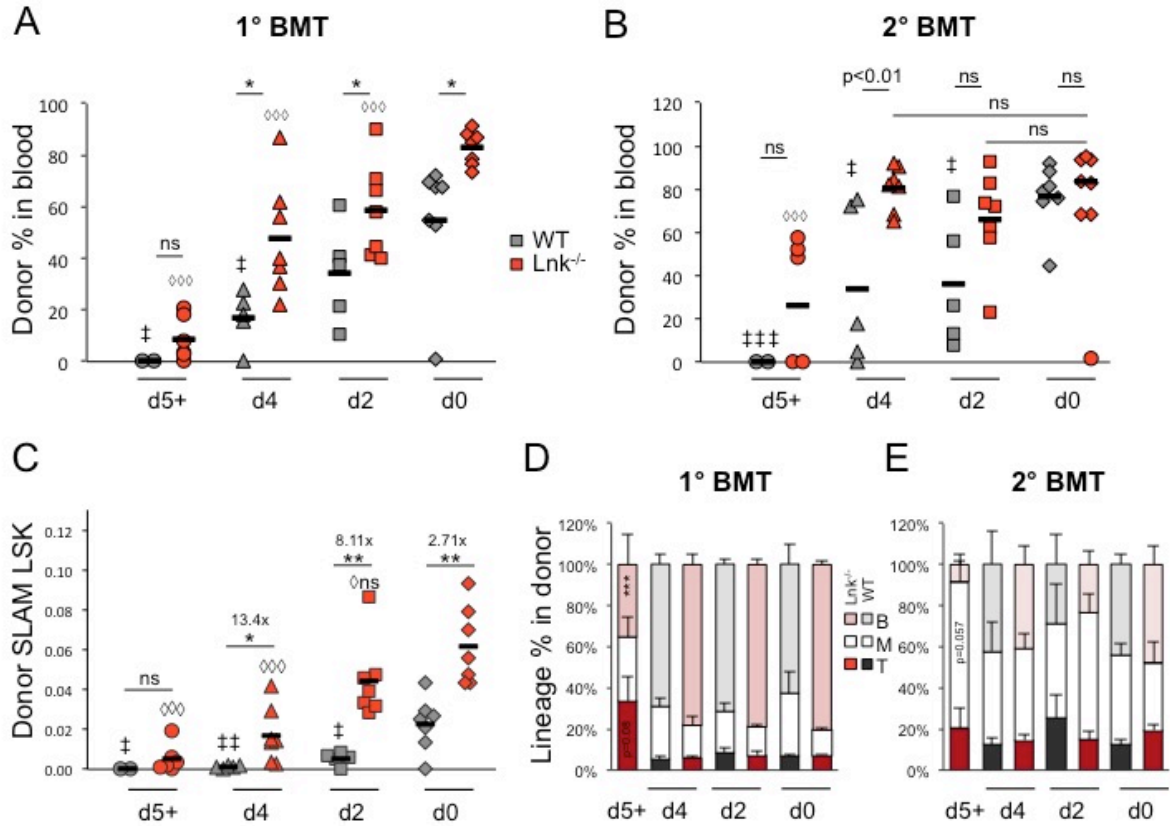 A
1° BMT
Donor % in blood
100
80
60
40
20
0
*
*
*
◊◊◊
◊◊◊
ns
◊◊◊
‡
‡
WT
Lnk-/-
d5+
d4
d2
d0
B
2° BMT
Donor % in blood
120
100
80
60
40
20
0
p<0.01
ns
ns
ns
ns
ns
‡
‡
◊◊◊
‡‡‡
d5+
d4
d2
d0
C
Donor SLAM LSK
0.12
0.10
0.08
0.06
0.04
0.02
0.00
8.11x
**
◊ns
2.71x
**
13.4x
*
◊◊◊
ns
◊◊◊
‡
‡‡
‡
d5+
d4
d2
d0
D
1° BMT
Lineage % in donor
120%
100%
80%
60%
40%
20%
0%
***
p=0.06
d5+
d4
d2
d0
Lnk-/-
WT
B
M
T
E
2° BMT
120%
100%
80%
60%
40%
20%
0%
p=0.057
d5+
d4
d2
d0